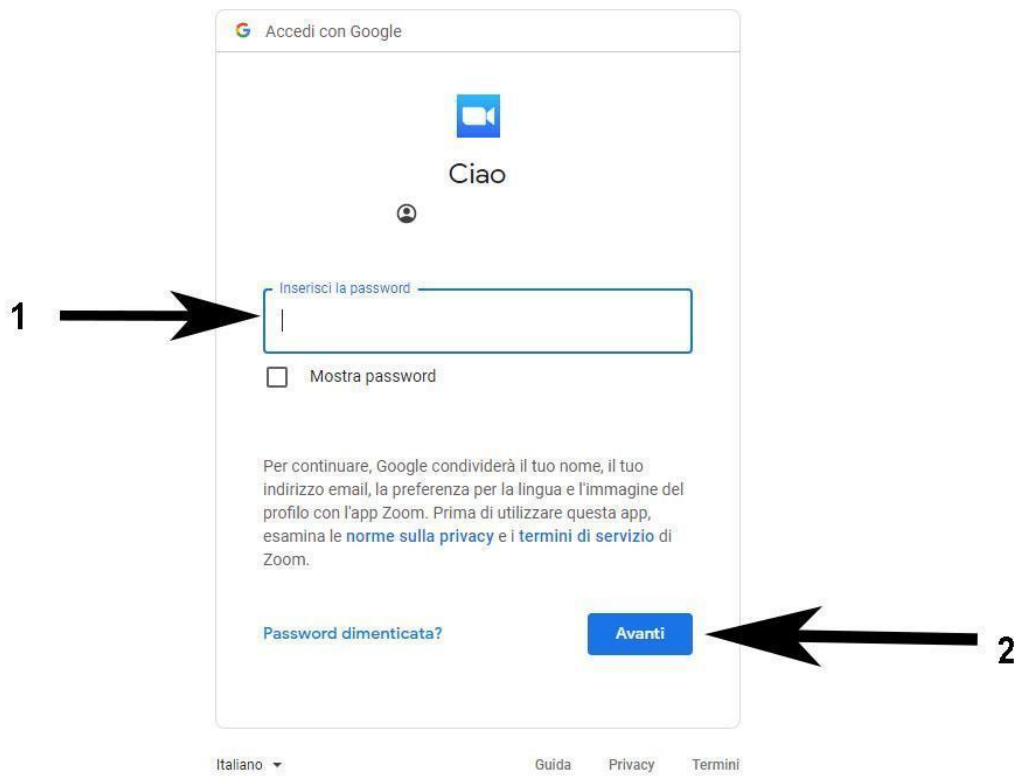 Accedi con Google
Ciao
Inserisci la password
1
Mostra password
Per continuare, Google condividerà il tuo nome, il tuo
indirizzo email, la preferenza per la lingua e l'immagine del
profilo con l'app Zoom. Prima di utilizzare questa app,
esamina le norme sulla privacy e i termini di servizio di
Zoom.
Password dimenticata?
Avanti
2
Italiano
Guida
Privacy
Termini